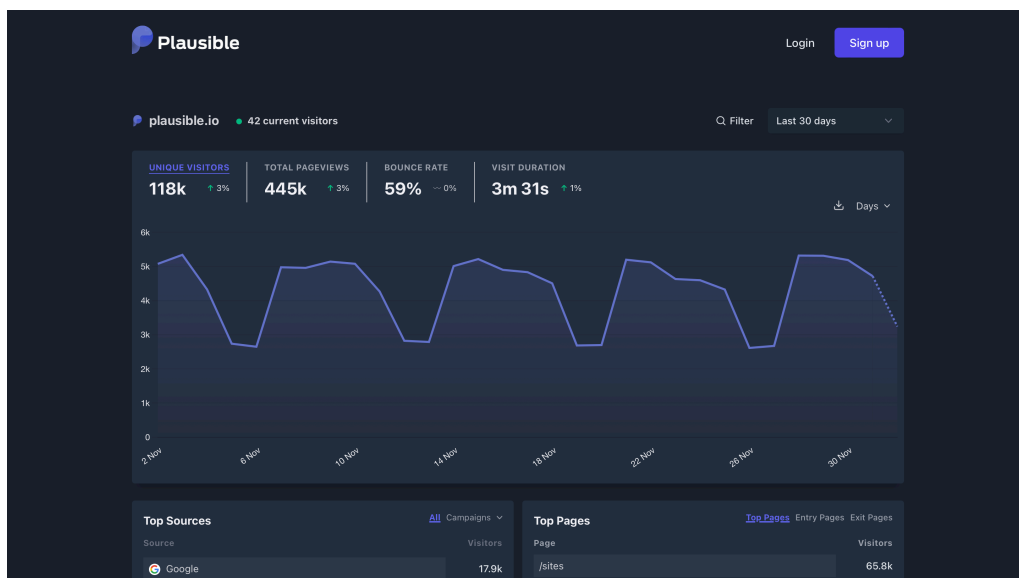 Plausible
Login
Sign up
plausible.io
42 current visitors
Filter
Last 30 days
UNIQUE VISITORS
118k
3%
TOTAL PAGEVIEWS
445k
3%
BOUNCE RATE
59%
0%
VISIT DURATION
3m 31s
1%
Days
6k
5k
4k
3k
2k
1k
0
2 Nov
6 Nov
10 Nov
14 Nov
18 Nov
22 Nov
26 Nov
30 Nov
Top Sources
All
Campaigns
Source
Visitors
Google
17.9k
Top Pages
Top Pages
Entry Pages
Exit Pages
Page
Visitors
/sites
65.8k